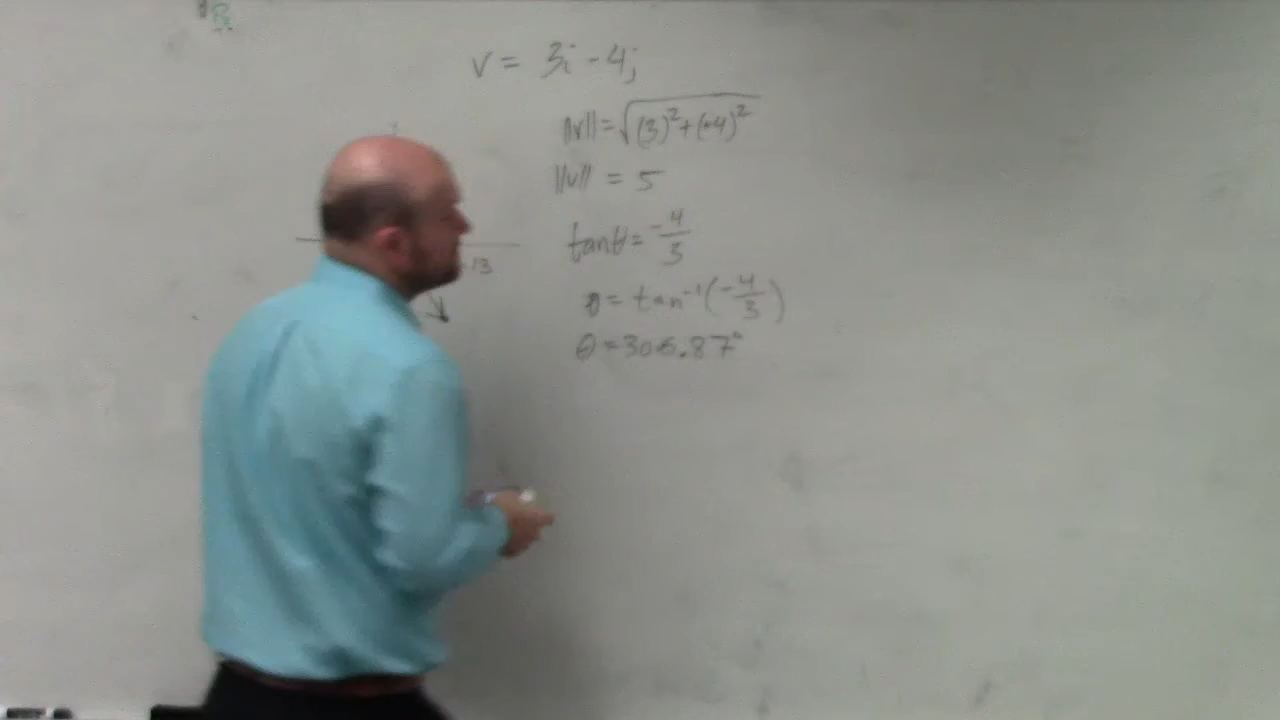 v = 3i - 4j
||v|| = √(3)²+(-4)²
||v|| = 5
tanθ = -4/3
θ = tan⁻¹(-4/3)
θ = 306.87°